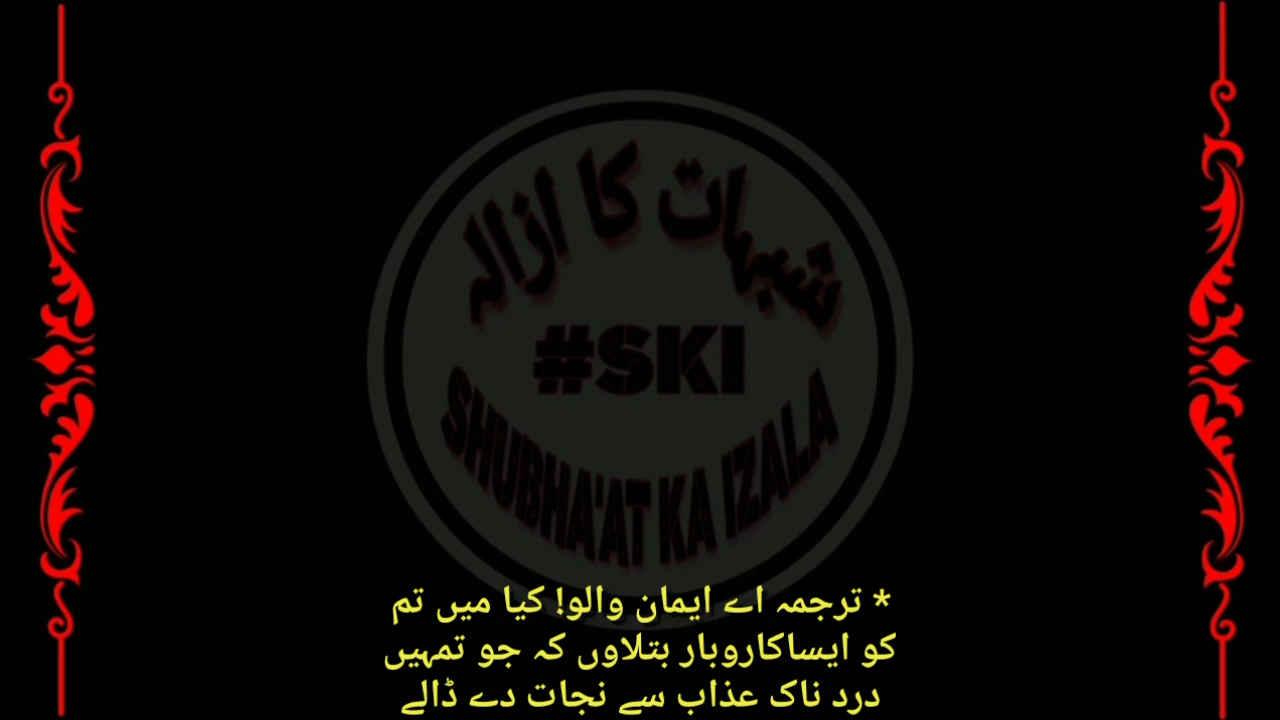 شبہات کا ازالہ
#SKI
SHUBHA'AT KA IZALA
* ترجمہ اے ایمان والو! کیا میں تم
کو ایساکاروبار بتلاوں کہ جو تمہیں
درد ناک عذاب سے نجات دے ڈالے